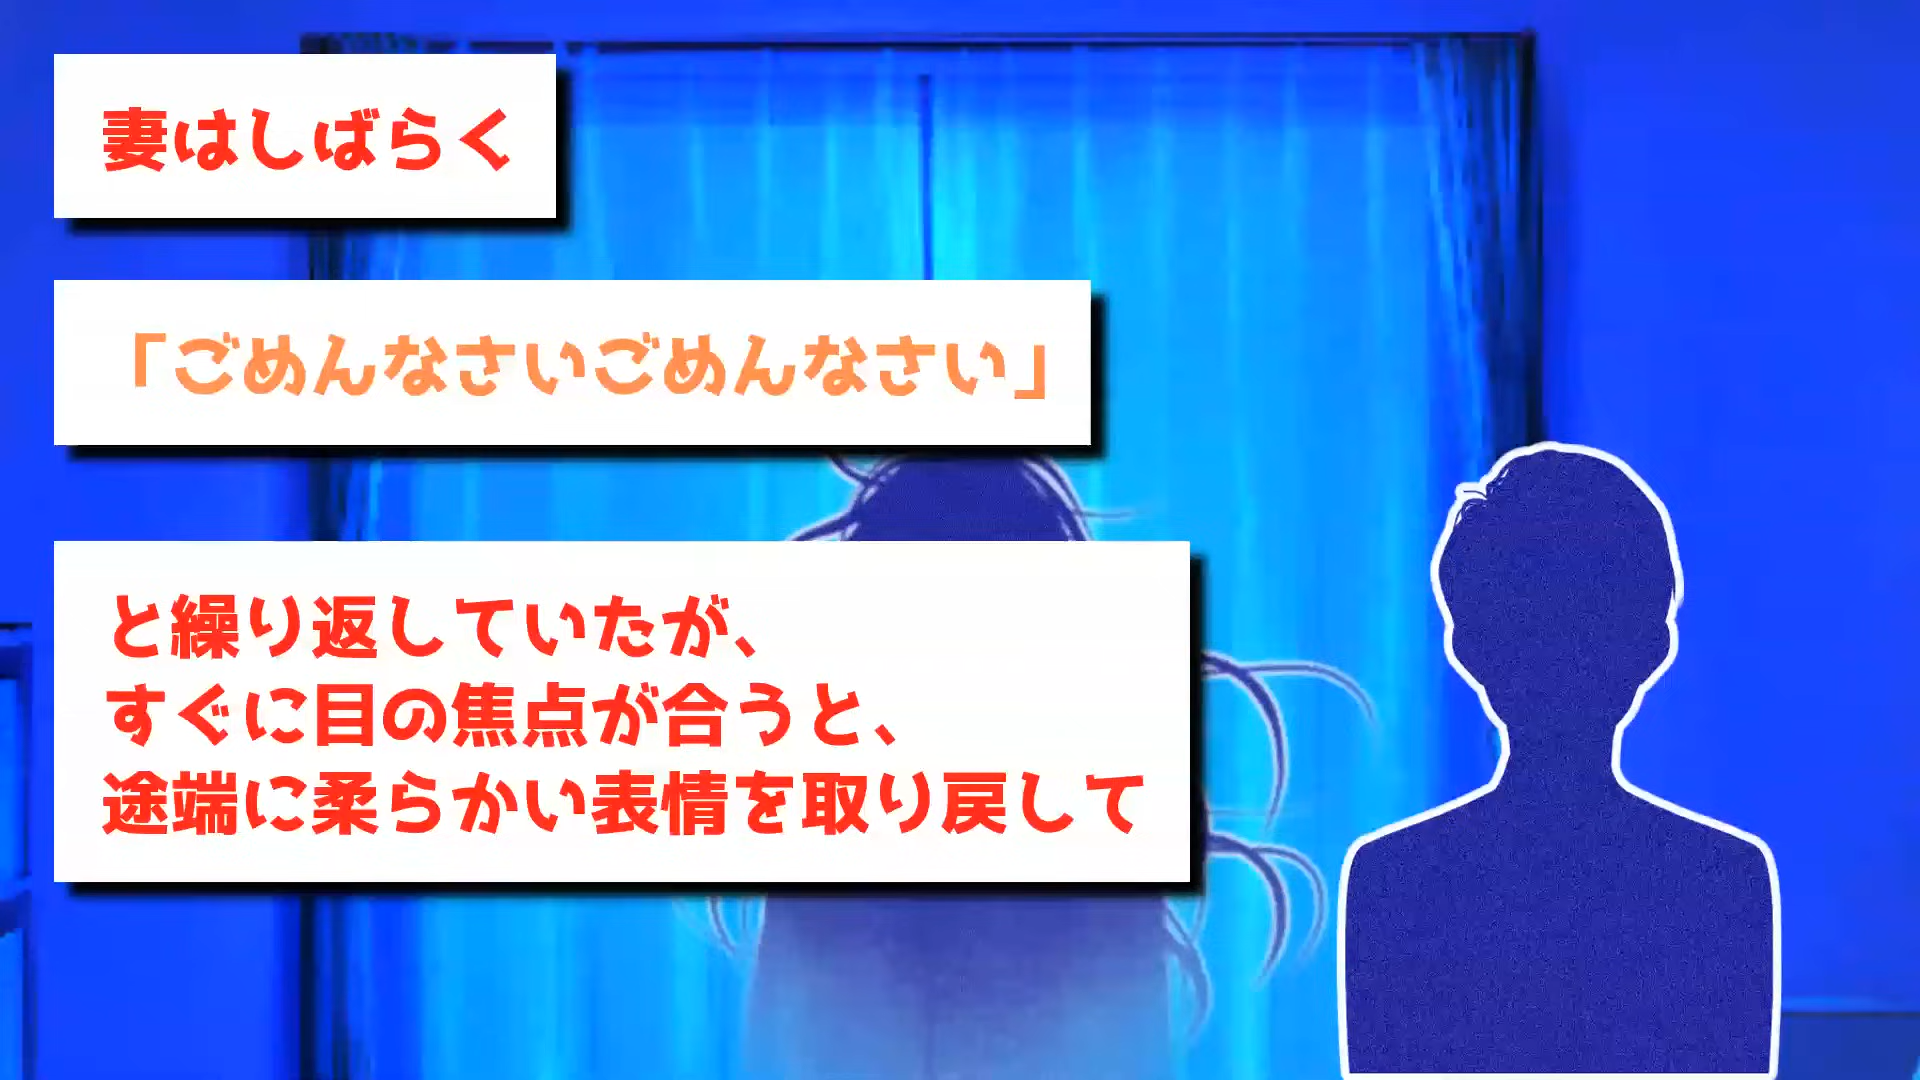 妻はしばらく
「ごめんなさいごめんなさい」
と繰り返していたが、
すぐに目の焦点が合うと、
途端に柔らかい表情を取り戻して